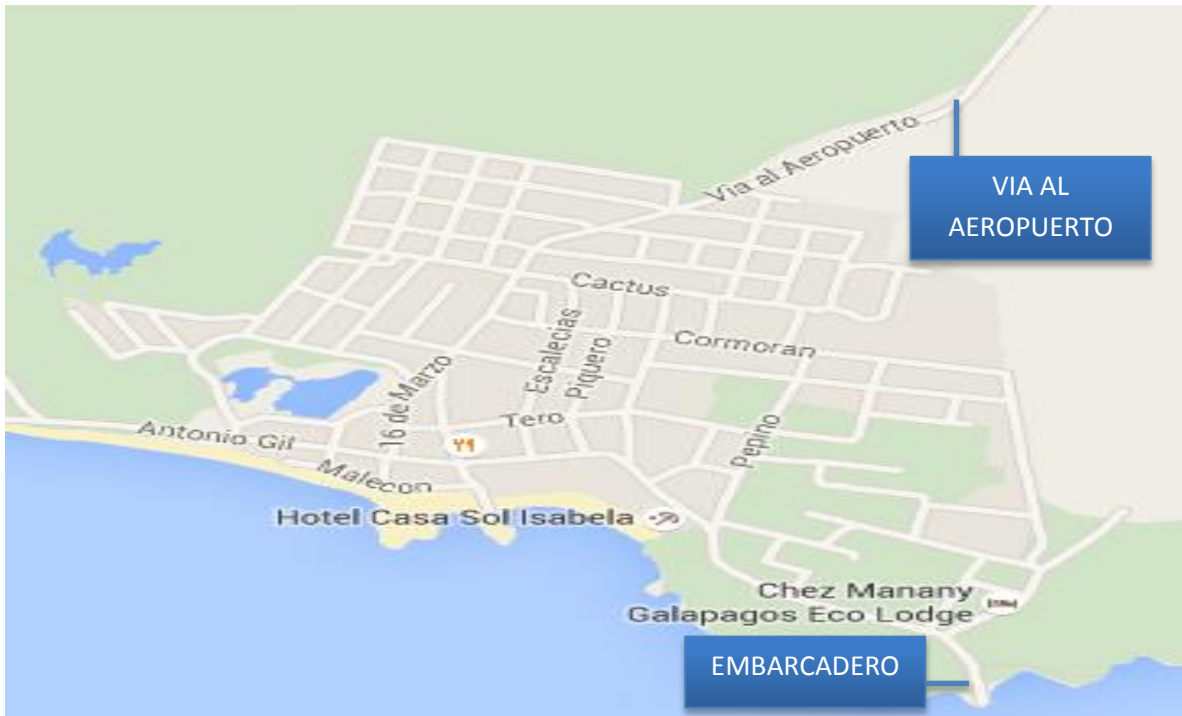 Via al Aeropuerto
VIA AL
AEROPUERTO
Cactus
Cormoran
Escalecias
Piquero
16 de Marzo
Tero
Pepino
Antonio Gil
Malecon
Hotel Casa Sol Isabela
Chez Manany
Galapagos Eco Lodge
EMBARCADERO